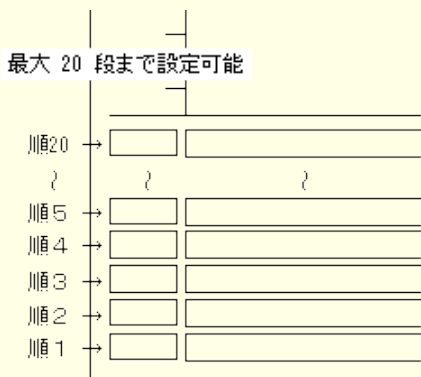 最大 20 段まで設定可能
順20 →
～ ～ ～
順５ →
順４ →
順３ →
順２ →
順１ →